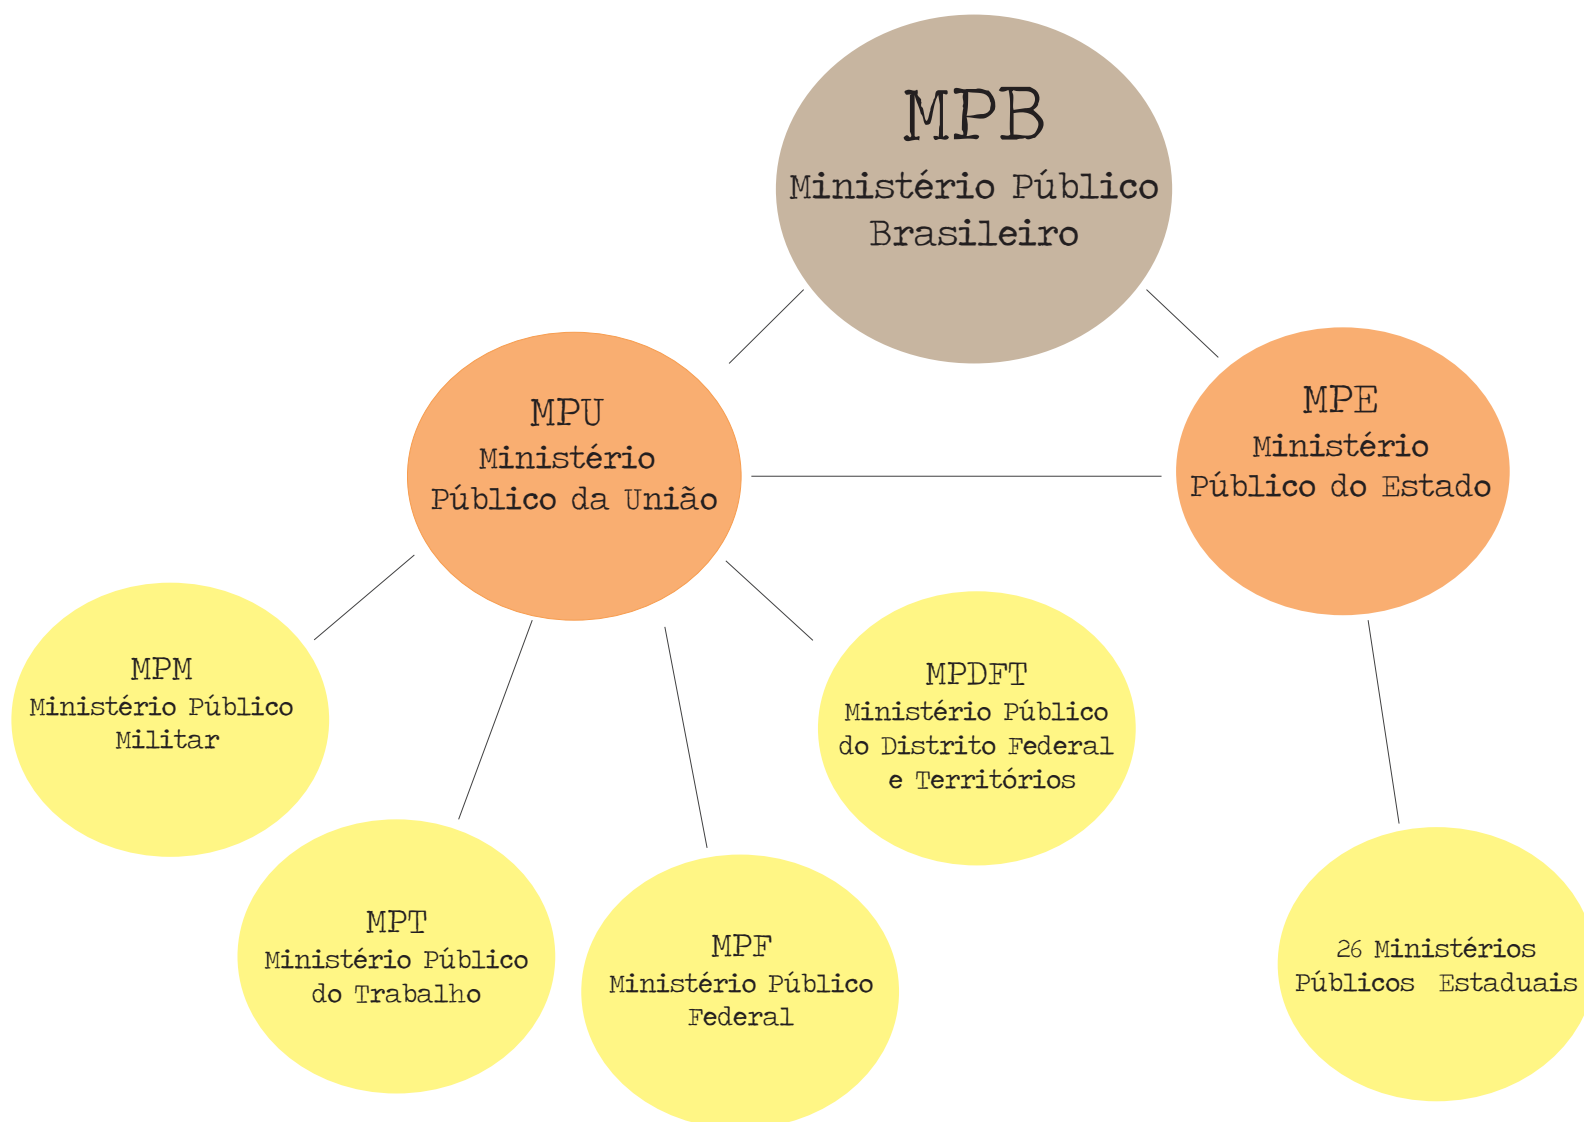 MPB
Ministério Público
Brasileiro
MPU
Ministério
Público da União
MPE
Ministério
Público do Estado
MPM
Ministério Público
Militar
MPDFT
Ministério Público
do Distrito Federal
e Territórios
MPT
Ministério Público
do Trabalho
MPF
Ministério Público
Federal
26 Ministérios
Públicos Estaduais